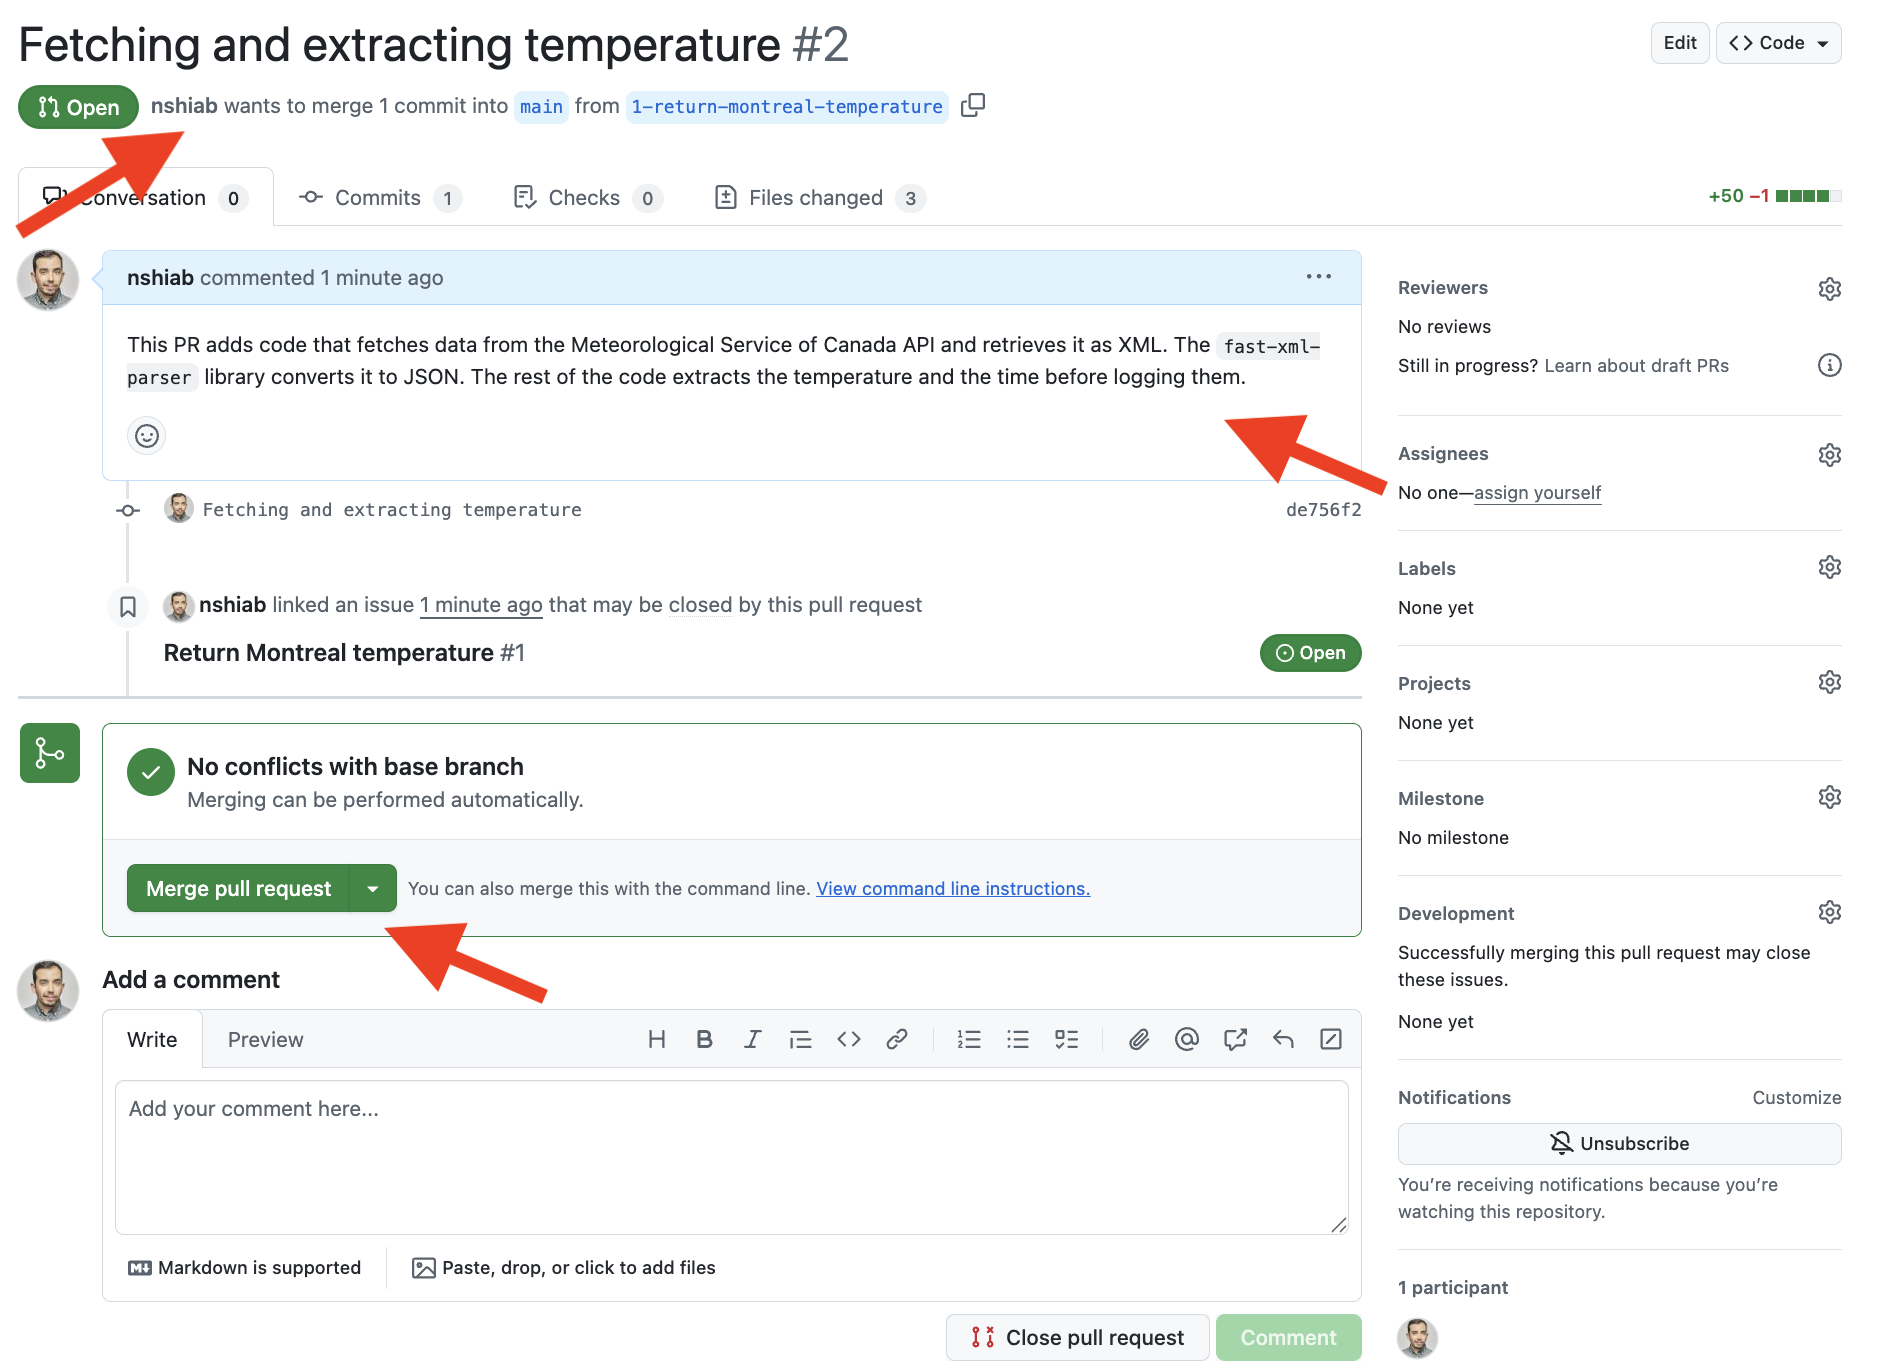 Fetching and extracting temperature #2
Edit
Code
Open
nshiab wants to merge 1 commit into main from 1-return-montreal-temperature
Conversation 0
Commits 1
Checks 0
Files changed 3
+50 −1
nshiab commented 1 minute ago
This PR adds code that fetches data from the Meteorological Service of Canada API and retrieves it as XML. The fast-xml-
parser library converts it to JSON. The rest of the code extracts the temperature and the time before logging them.
Fetching and extracting temperature
de756f2
nshiab linked an issue 1 minute ago that may be closed by this pull request
Return Montreal temperature #1
Open
No conflicts with base branch
Merging can be performed automatically.
Merge pull request
You can also merge this with the command line. View command line instructions.
Add a comment
Write
Preview
Add your comment here...
Markdown is supported
Paste, drop, or click to add files
Close pull request
Comment
Reviewers
No reviews
Still in progress? Learn about draft PRs
Assignees
No one—assign yourself
Labels
None yet
Projects
None yet
Milestone
No milestone
Development
Successfully merging this pull request may close
these issues.
None yet
Notifications
Customize
Unsubscribe
You’re receiving notifications because you’re
watching this repository.
1 participant